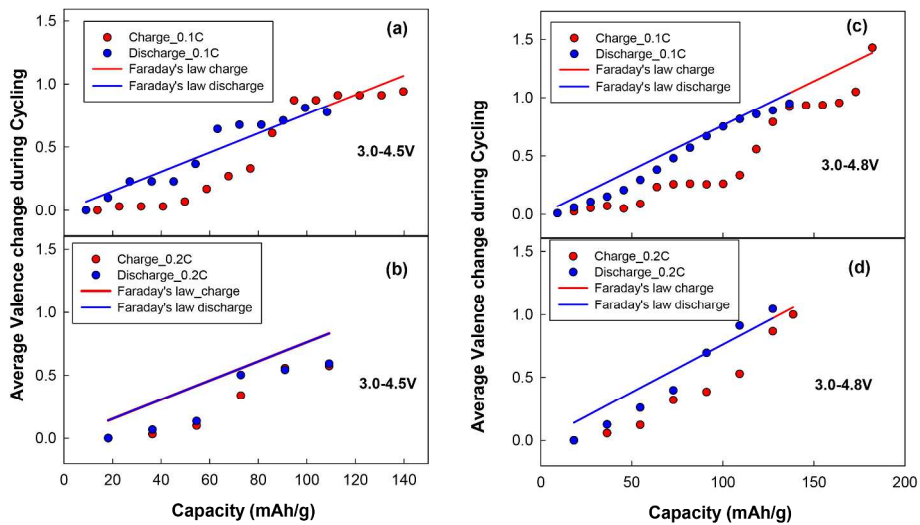 (a)
Charge_0.1C
Discharge_0.1C
Faraday's law charge
Faraday's law discharge
3.0-4.5V
1.5
1.0
0.5
0.0
(b)
Charge_0.2C
Discharge_0.2C
Faraday's law_charge
Faraday's law discharge
3.0-4.5V
1.5
1.0
0.5
0.0
0 20 40 60 80 100 120 140
Capacity (mAh/g)
Average Valence change during Cycling
(c)
Charge_0.1C
Discharge_0.1C
Faraday's law charge
Faraday's law discharge
3.0-4.8V
1.5
1.0
0.5
0.0
(d)
Charge_0.2C
Discharge_0.2C
Faraday's law charge
Faraday's law discharge
3.0-4.8V
1.5
1.0
0.5
0.0
0 50 100 150 200
Capacity (mAh/g)
Average Valence change during Cycling